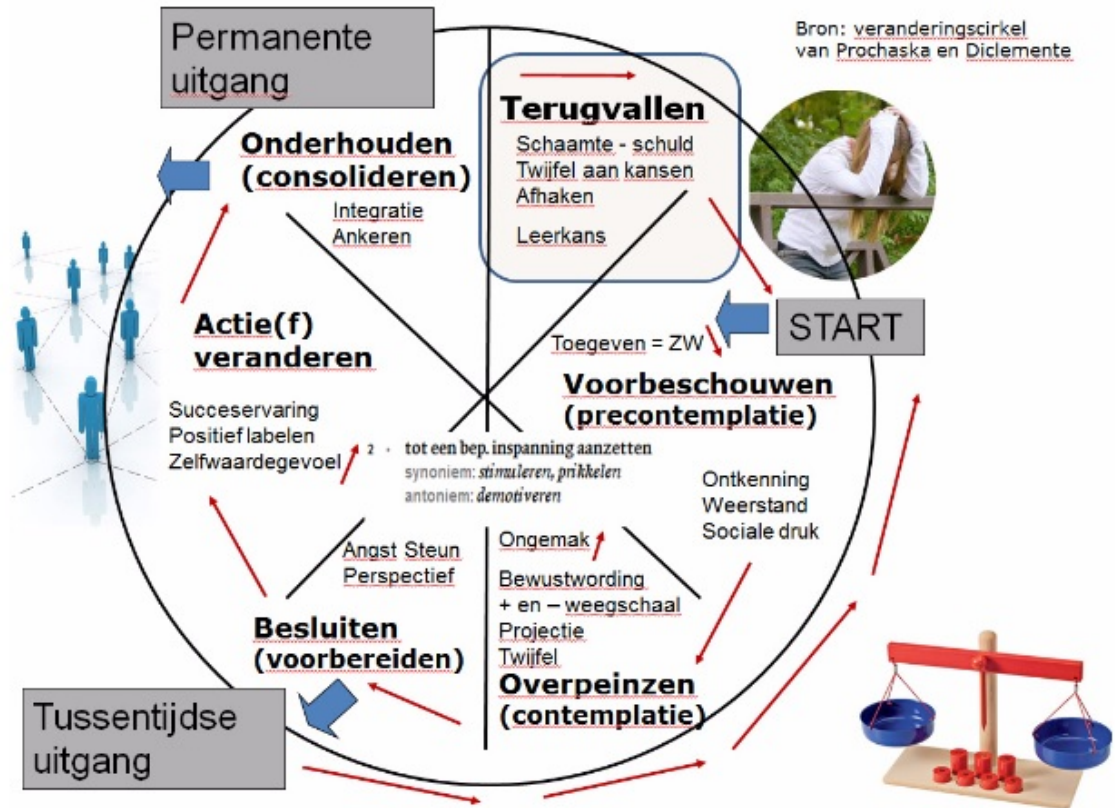 Permanente
uitgang
Bron: veranderingscirkel
van Prochaska en Diclemente
Terugvallen
Schaamte - schuld
Twijfel aan kansen
Afhaken
Leerkans
Onderhouden
(consolideren)
Integratie
Ankeren
START
Toegeven = ZW
Voorbeschouwen
(precontemplatie)
Actie(f)
veranderen
Succeservaring
Positief labelen
Zelfwaardegevoel
2 · tot een bep. inspanning aanzetten
synoniem: stimuleren, prikkelen
antoniem: demotiveren
Ontkenning
Weerstand
Sociale druk
Angst Steun
Perspectief
Ongemak
Bewustwording
+ en – weegschaal
Projectie
Twijfel
Besluiten
(voorbereiden)
Overpeinzen
(contemplatie)
Tussentijdse
uitgang